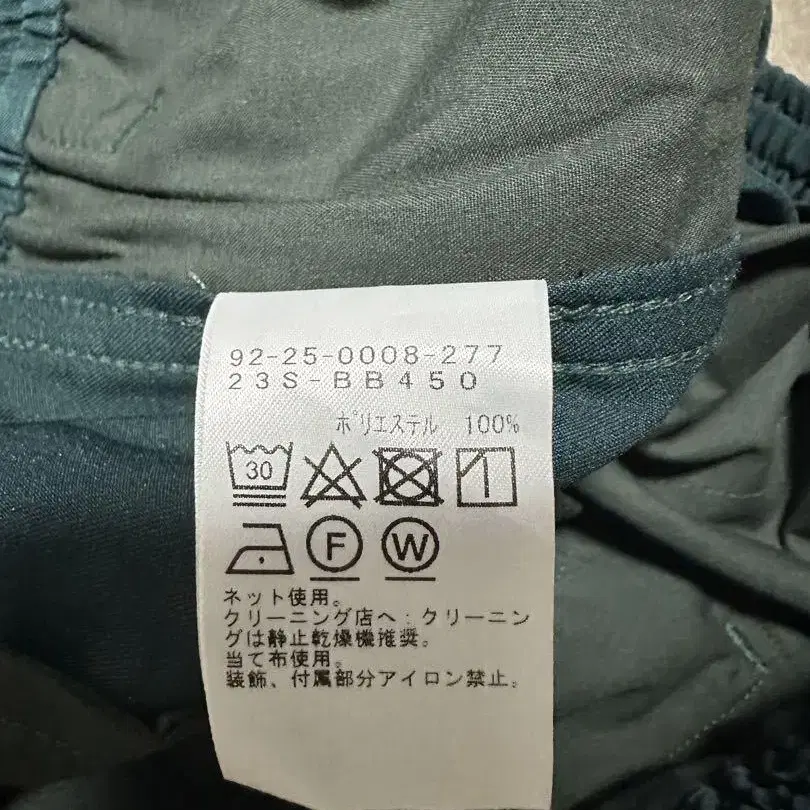 92-25-0008-277
23S-BB450
ポリエステル 100%
30
F W
ネット使用。
クリーニング店へ：クリーニン
グは静止乾燥機推奨。
当て布使用。
装飾、付属部分アイロン禁止。